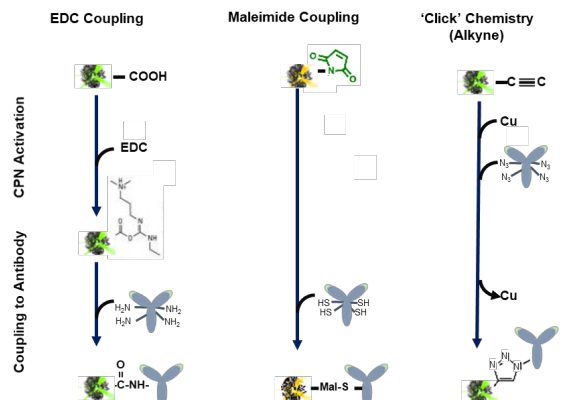 EDC Coupling
Maleimide Coupling
‘Click’ Chemistry
(Alkyne)
CPN Activation
Coupling to Antibody
COOH
EDC
H
N+
N
O
O
NH
H₂N
NH₂
H₂N
NH₂
O
C-NH-
O
N
O
HS
SH
HS
SH
Mal-S
C≡C
Cu
N₃
N₃
N₃
N₃
Cu
N
N
N